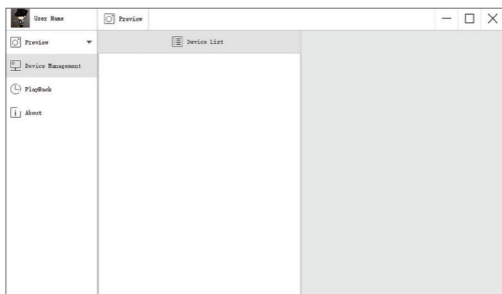 User Name
Preview
Preview
Device List
Device Management
PlayBack
About